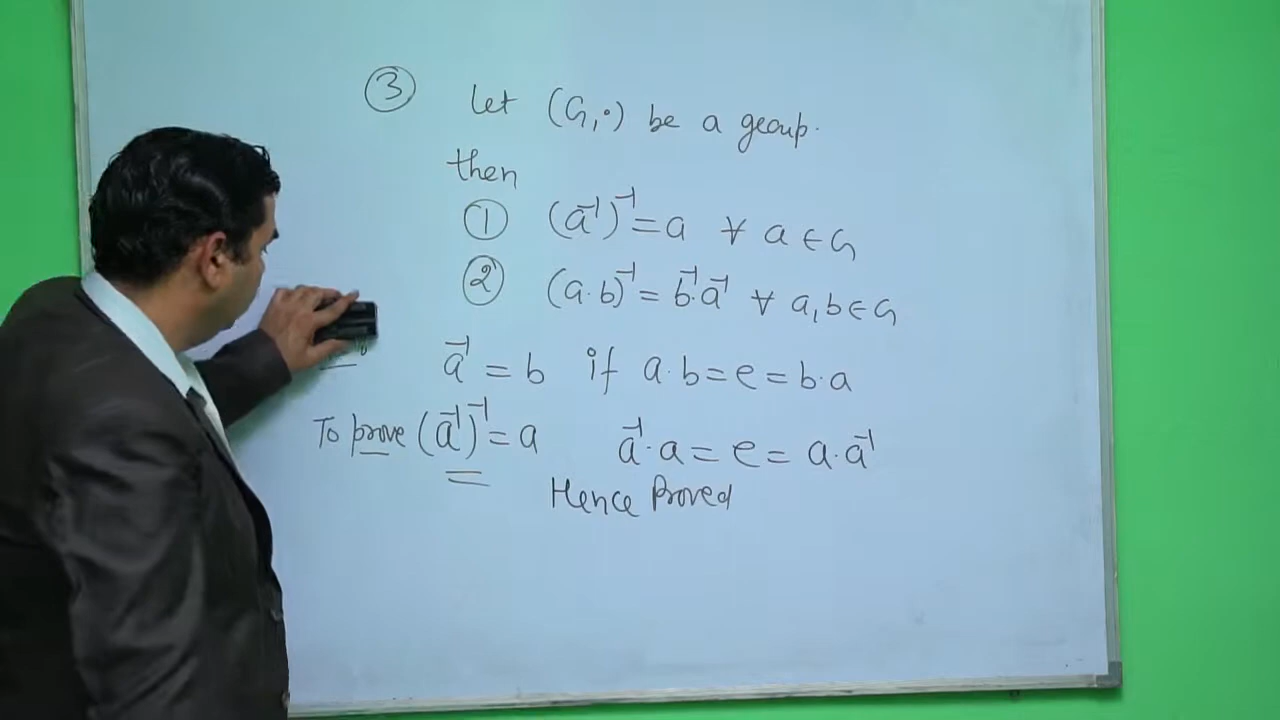 ③ Let (G,·) be a group.
then
① (a⁻¹)⁻¹ = a ∀ a ∈ G
② (a·b)⁻¹ = b⁻¹·a⁻¹ ∀ a, b ∈ G
a⁻¹ = b if a·b = e = b·a
To prove (a⁻¹)⁻¹ = a a⁻¹·a = e = a·a⁻¹
Hence Proved